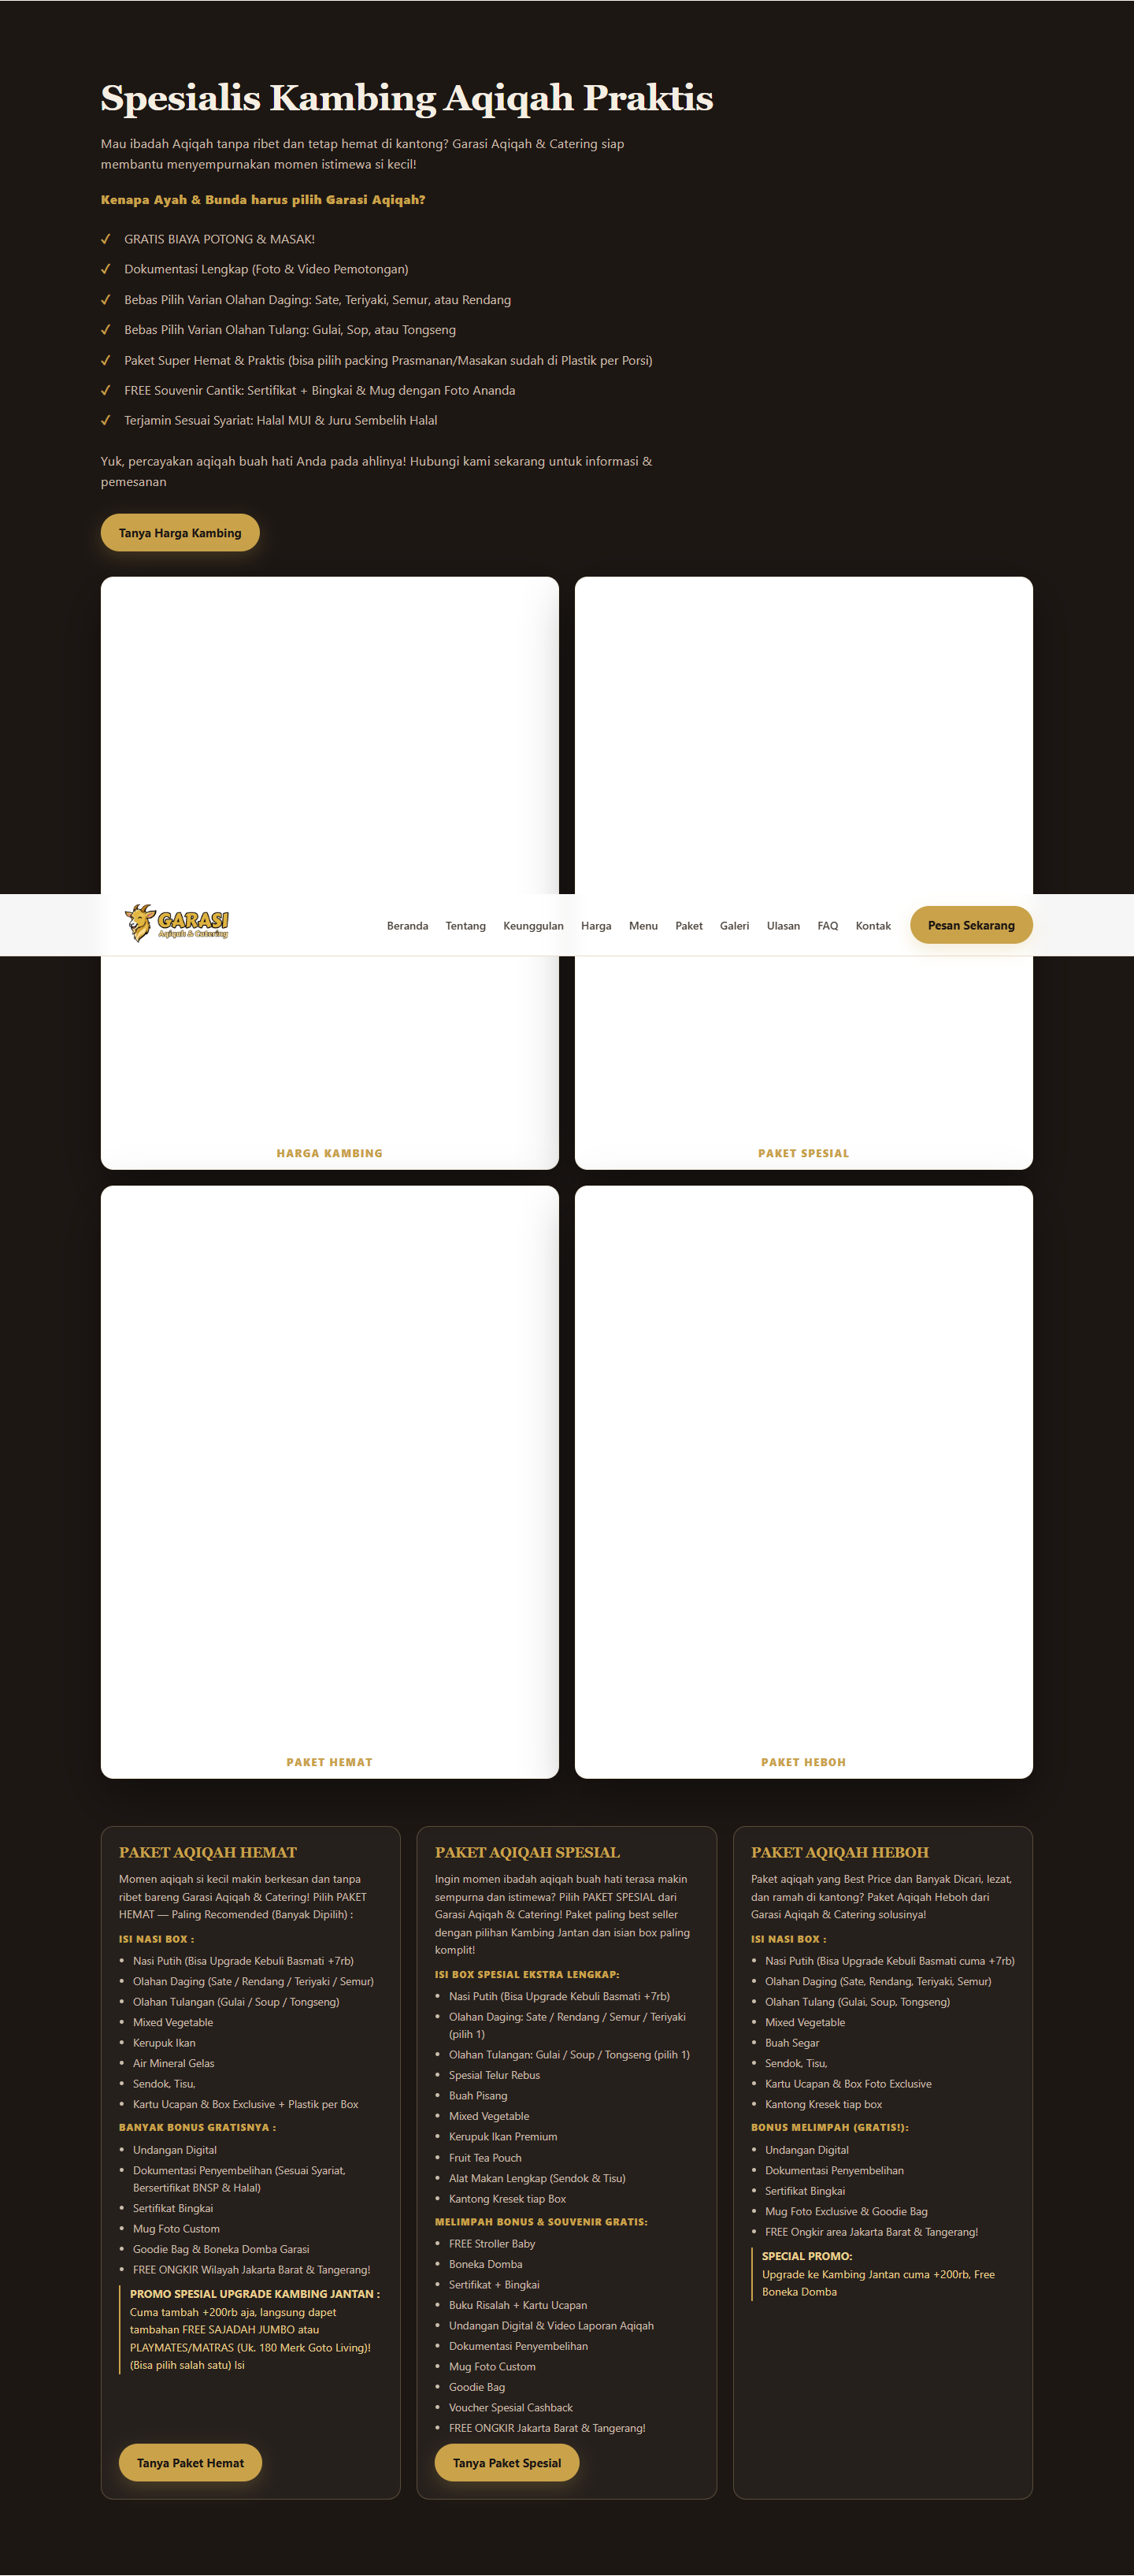 Spesialis Kambing Aqiqah Praktis
Mau ibadah Aqiqah tanpa ribet dan tetap hemat di kantong? Garasi Aqiqah & Catering siap
membantu menyempurnakan momen istimewa si kecil!
Kenapa Ayah & Bunda harus pilih Garasi Aqiqah?
✓ GRATIS BIAYA POTONG & MASAK!
✓ Dokumentasi Lengkap (Foto & Video Pemotongan)
✓ Bebas Pilih Varian Olahan Daging: Sate, Teriyaki, Semur, atau Rendang
✓ Bebas Pilih Varian Olahan Tulang: Gulai, Sop, atau Tongseng
✓ Paket Super Hemat & Praktis (bisa pilih packing Prasmanan/Masakan sudah di Plastik per Porsi)
✓ FREE Souvenir Cantik: Sertifikat + Bingkai & Mug dengan Foto Ananda
✓ Terjamin Sesuai Syariat: Halal MUI & Juru Sembelih Halal
Yuk, percayakan aqiqah buah hati Anda pada ahlinya! Hubungi kami sekarang untuk informasi &
pemesanan
Tanya Harga Kambing
GARASI
Aqiqah & Catering
Beranda Tentang Keunggulan Harga Menu Paket Galeri Ulasan FAQ Kontak Pesan Sekarang
HARGA KAMBING
PAKET SPESIAL
PAKET HEMAT
PAKET HEBOH
PAKET AQIQAH HEMAT
Momen aqiqah si kecil makin berkesan dan tanpa
ribet bareng Garasi Aqiqah & Catering! Pilih PAKET
HEMAT — Paling Recomended (Banyak Dipilih) :
ISI NASI BOX :
• Nasi Putih (Bisa Upgrade Kebuli Basmati +7rb)
• Olahan Daging (Sate / Rendang / Teriyaki / Semur)
• Olahan Tulangan (Gulai / Soup / Tongseng)
• Mixed Vegetable
• Kerupuk Ikan
• Air Mineral Gelas
• Sendok, Tisu,
• Kartu Ucapan & Box Exclusive + Plastik per Box
BANYAK BONUS GRATISNYA :
• Undangan Digital
• Dokumentasi Penyembelihan (Sesuai Syariat,
Bersertifikat BNSP & Halal)
• Sertifikat Bingkai
• Mug Foto Custom
• Goodie Bag & Boneka Domba Garasi
• FREE ONGKIR Wilayah Jakarta Barat & Tangerang!
PROMO SPESIAL UPGRADE KAMBING JANTAN :
Cuma tambah +200rb aja, langsung dapet
tambahan FREE SAJADAH JUMBO atau
PLAYMATES/MATRAS (Uk. 180 Merk Goto Living)!
(Bisa pilih salah satu) Isi
Tanya Paket Hemat
PAKET AQIQAH SPESIAL
Ingin momen ibadah aqiqah buah hati terasa makin
sempurna dan istimewa? Pilih PAKET SPESIAL dari
Garasi Aqiqah & Catering! Paket paling best seller
dengan pilihan Kambing Jantan dan isian box paling
komplit!
ISI BOX SPESIAL EKSTRA LENGKAP:
• Nasi Putih (Bisa Upgrade Kebuli Basmati +7rb)
• Olahan Daging: Sate / Rendang / Semur / Teriyaki
(pilih 1)
• Olahan Tulangan: Gulai / Soup / Tongseng (pilih 1)
• Spesial Telur Rebus
• Buah Pisang
• Mixed Vegetable
• Kerupuk Ikan Premium
• Fruit Tea Pouch
• Alat Makan Lengkap (Sendok & Tisu)
• Kantong Kresek tiap Box
MELIMPAH BONUS & SOUVENIR GRATIS:
• FREE Stroller Baby
• Boneka Domba
• Sertifikat + Bingkai
• Buku Risalah + Kartu Ucapan
• Undangan Digital & Video Laporan Aqiqah
• Dokumentasi Penyembelihan
• Mug Foto Custom
• Goodie Bag
• Voucher Spesial Cashback
• FREE ONGKIR Jakarta Barat & Tangerang!
Tanya Paket Spesial
PAKET AQIQAH HEBOH
Paket aqiqah yang Best Price dan Banyak Dicari, lezat,
dan ramah di kantong? Paket Aqiqah Heboh dari
Garasi Aqiqah & Catering solusinya!
ISI NASI BOX :
• Nasi Putih (Bisa Upgrade Kebuli Basmati cuma +7rb)
• Olahan Daging (Sate, Rendang, Teriyaki, Semur)
• Olahan Tulang (Gulai, Soup, Tongseng)
• Mixed Vegetable
• Buah Segar
• Sendok, Tisu,
• Kartu Ucapan & Box Foto Exclusive
• Kantong Kresek tiap box
BONUS MELIMPAH (GRATIS!):
• Undangan Digital
• Dokumentasi Penyembelihan
• Sertifikat Bingkai
• Mug Foto Exclusive & Goodie Bag
• FREE Ongkir area Jakarta Barat & Tangerang!
SPECIAL PROMO:
Upgrade ke Kambing Jantan cuma +200rb, Free
Boneka Domba